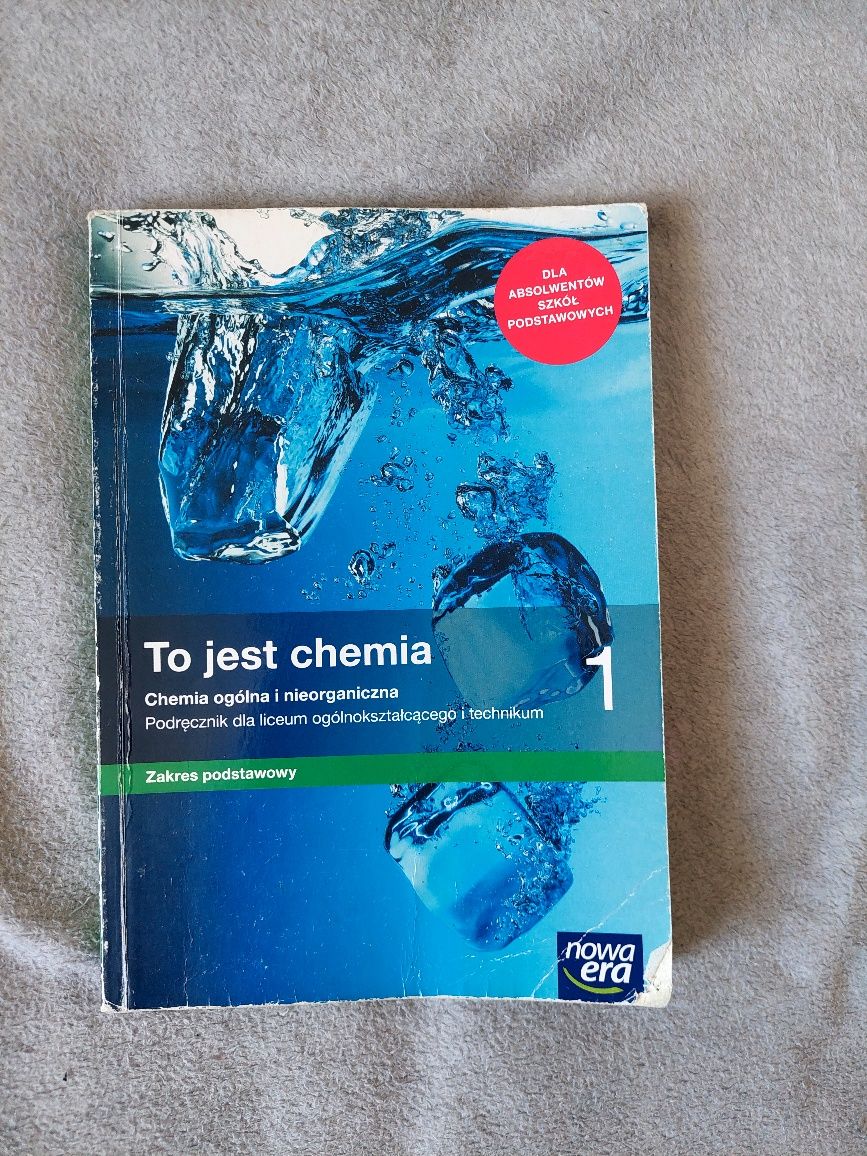 DLA
ABSOLWENTÓW
SZKÓŁ
PODSTAWOWYCH
To jest chemia
1
Chemia ogólna i nieorganiczna
Podręcznik dla liceum ogólnokształcącego i technikum
Zakres podstawowy
nowa
era